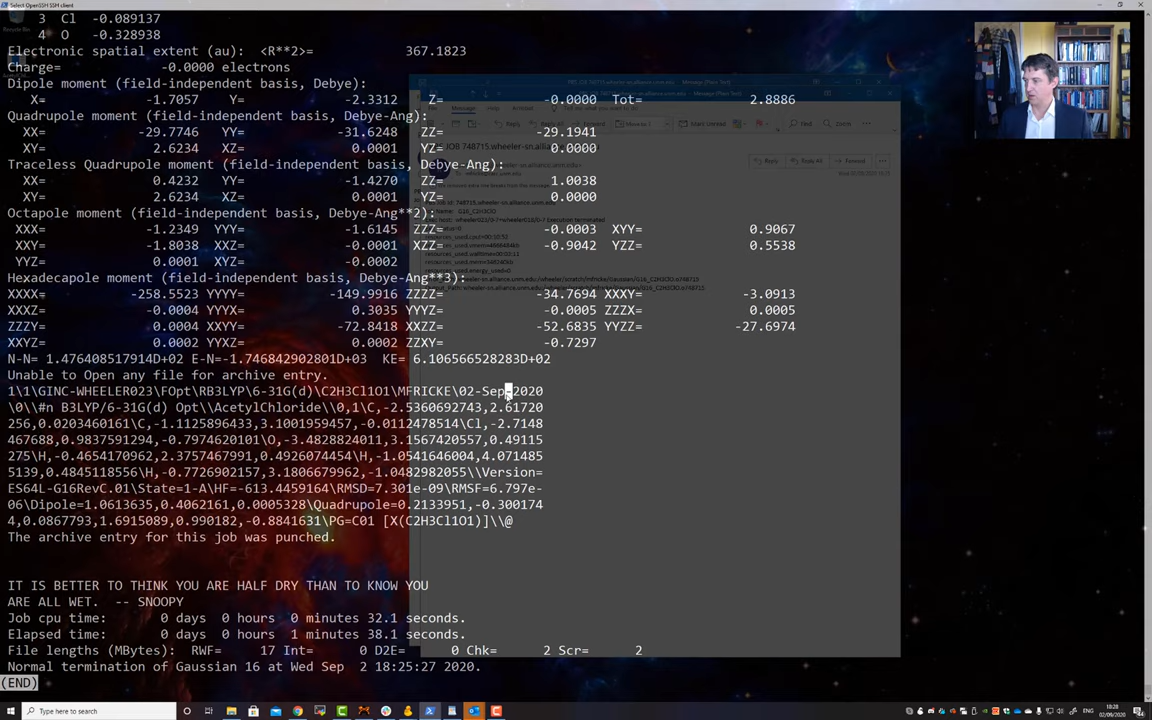 Select OpenSSH SSH client
3 Cl -0.089137
4 O -0.328938
Electronic spatial extent (au): <R**2>= 367.1823
Charge= -0.0000 electrons
Dipole moment (field-independent basis, Debye):
X= -1.7057 Y= -2.3312 Z= -0.0000 Tot= 2.8886
Quadrupole moment (field-independent basis, Debye-Ang):
XX= -29.7746 YY= -31.6248 ZZ= -29.1941
XY= 2.6234 XZ= 0.0001 YZ= -0.0000
Traceless Quadrupole moment (field-independent basis, Debye-Ang):
XX= 0.4232 YY= -1.4270 ZZ= 1.0038
XY= 2.6234 XZ= 0.0001 YZ= 0.0000
Octapole moment (field-independent basis, Debye-Ang**2):
XXX= -1.2349 YYY= -1.6145 ZZZ= -0.0003 XYY= 0.9067
XXY= -1.8038 XXZ= -0.0001 XZZ= -0.9042 YZZ= 0.5538
YYZ= 0.0001 XYZ= -0.0002
Hexadecapole moment (field-independent basis, Debye-Ang**3):
XXXX= -258.5523 YYYY= -149.9916 ZZZZ= -34.7694 XXXY= -3.0913
XXXZ= -0.0004 YYYX= 0.3035 YYYZ= -0.0005 ZZZX= 0.0005
ZZZY= 0.0004 XXYY= -72.8418 XXZZ= -52.6835 YYZZ= -27.6974
XXYZ= 0.0002 YYXZ= 0.0002 ZZXY= -0.7297
N-N= 1.476408517914D+02 E-N=-1.746842902801D+03 KE= 6.106566528283D+02
Unable to Open any file for archive entry.
1\1\GINC-WHEELER023\FOpt\RB3LYP\6-31G(d)\C2H3Cl1O1\MFRICKE\02-Sep-2020
\0\\#n B3LYP/6-31G(d) Opt\\AcetylChloride\\0,1\C,-2.5360692743,2.61720
256,0.0203460161\C,-1.1125896433,3.1001959457,-0.0112478514\Cl,-2.7148
467688,0.9837591294,-0.7974620101\O,-3.4828824011,3.1567420557,0.49115
275\H,-0.4654170962,2.3757467991,0.4926074454\H,-1.0541646004,4.071485
5139,0.4845118556\H,-0.7726902157,3.1806679962,-1.0482982055\\Version=
ES64L-G16RevC.01\State=1-A\HF=-613.4459164\RMSD=7.301e-09\RMSF=6.797e-
06\Dipole=1.0613635,0.4062161,0.0005328\Quadrupole=0.2133951,-0.300174
4,0.0867793,1.6915089,0.990182,-0.8841631\PG=C01 [X(C2H3Cl1O1)]\\@
The archive entry for this job was punched.
IT IS BETTER TO THINK YOU ARE HALF DRY THAN TO KNOW YOU
ARE ALL WET. -- SNOOPY
Job cpu time: 0 days 0 hours 0 minutes 32.1 seconds.
Elapsed time: 0 days 0 hours 1 minutes 38.1 seconds.
File lengths (MBytes): RWF= 17 Int= 0 D2E= 0 Chk= 2 Scr= 2
Normal termination of Gaussian 16 at Wed Sep 2 18:25:27 2020.
(END)
Type here to search
ENG
18:28
02/09/2020